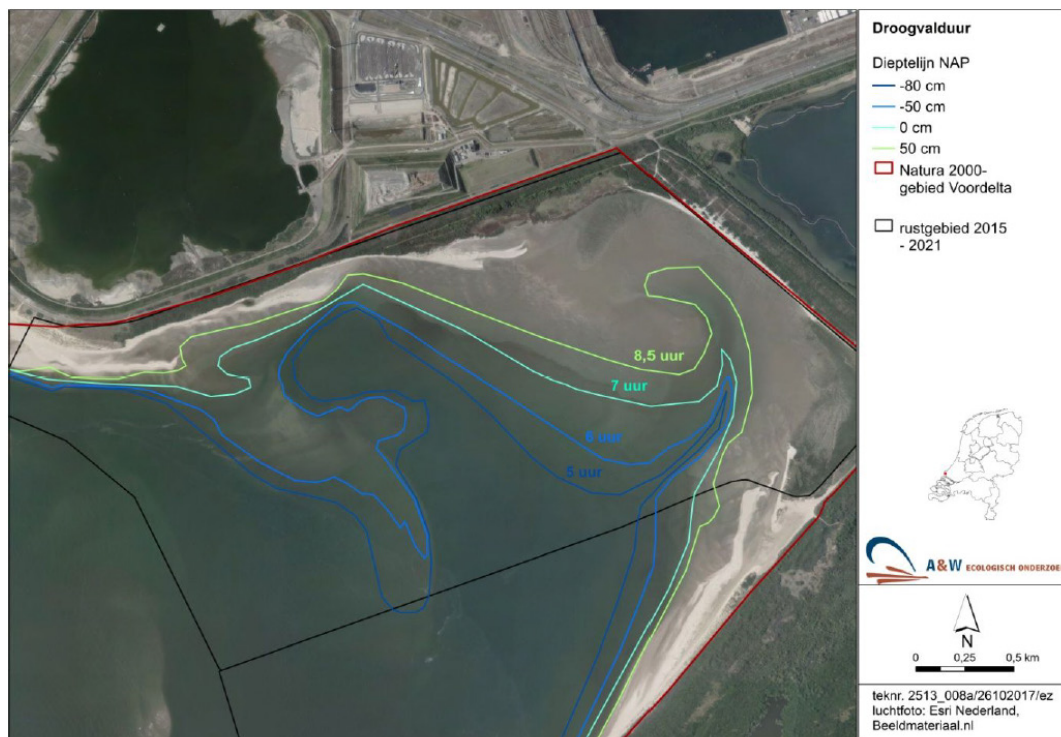 Droogvalduur
Dieptelijn NAP
-80 cm
-50 cm
0 cm
50 cm
Natura 2000-
gebied Voordelta
rustgebied 2015
- 2021
8,5 uur
7 uur
6 uur
5 uur
A&W ECOLOGISCH ONDERZOE
N
0 0,25 0,5 km
teknr. 2513_008a/26102017/ez
luchtfoto: Esri Nederland,
Beeldmateriaal.nl